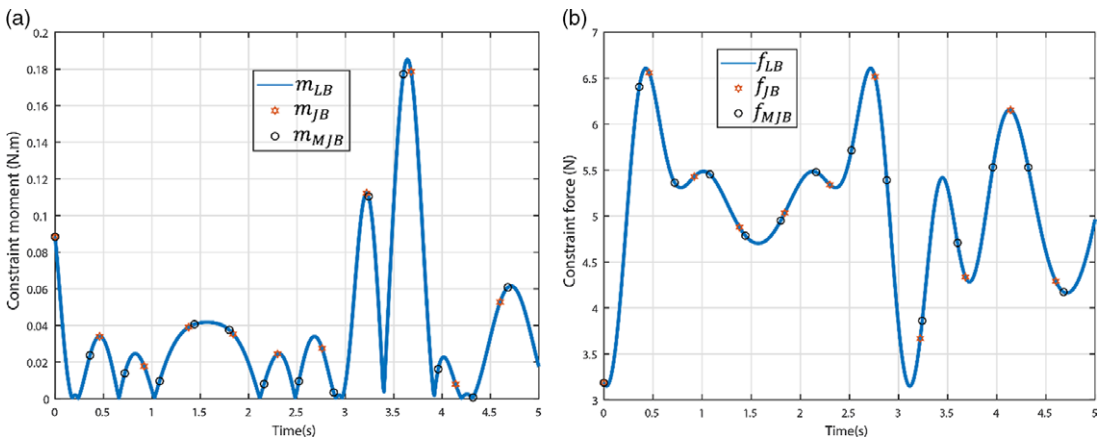 (a)
0.2
0.18
0.16
0.14
0.12
0.1
0.08
0.06
0.04
0.02
0
Constraint moment (N.m)
m_LB
m_JB
m_MJB
0 0.5 1 1.5 2 2.5 3 3.5 4 4.5 5
Time(s)
(b)
7
6.5
6
5.5
5
4.5
4
3.5
3
Constraint force (N)
f_LB
f_JB
f_MJB
0 0.5 1 1.5 2 2.5 3 3.5 4 4.5 5
Time(s)